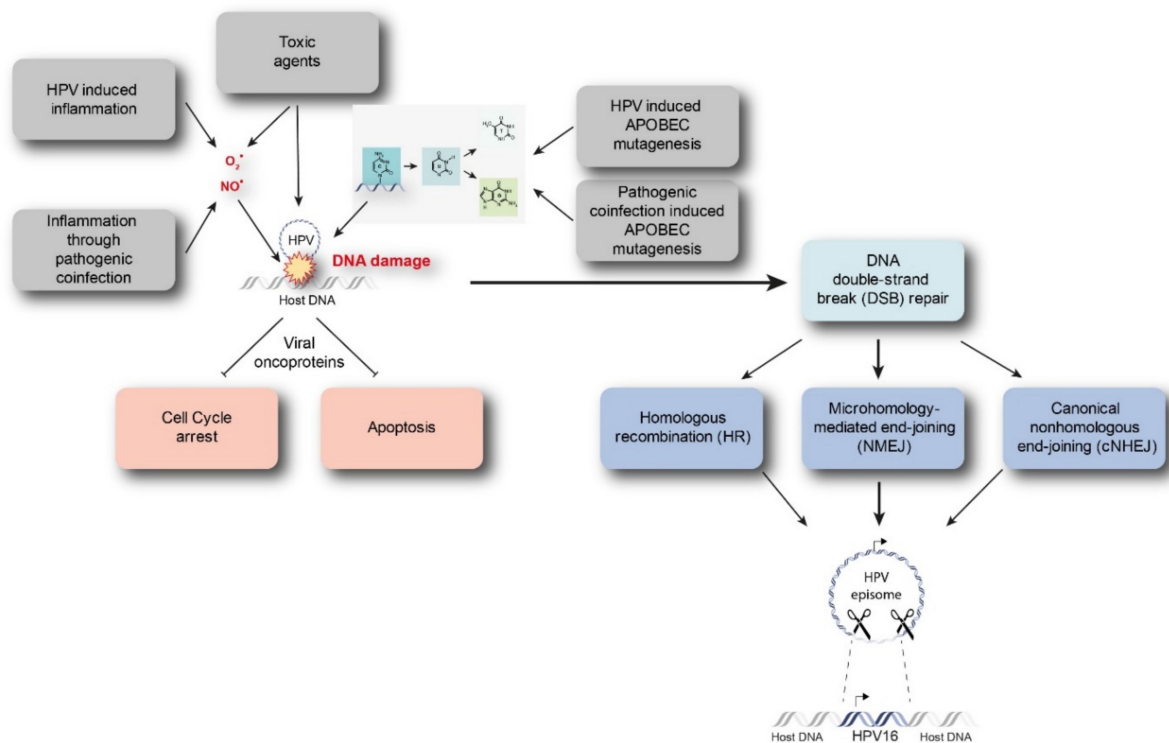 Toxic
agents
HPV induced
inflammation
O₂•
NO•
Inflammation
through
pathogenic
coinfection
HPV induced
APOBEC
mutagenesis
Pathogenic
coinfection induced
APOBEC
mutagenesis
HPV
DNA damage
Host DNA
Viral
oncoproteins
Cell Cycle
arrest
Apoptosis
DNA
double-strand
break (DSB) repair
Homologous
recombination (HR)
Microhomology-
mediated end-joining
(NMEJ)
Canonical
nonhomologous
end-joining (cNHEJ)
HPV
episome
Host DNA
HPV16
Host DNA